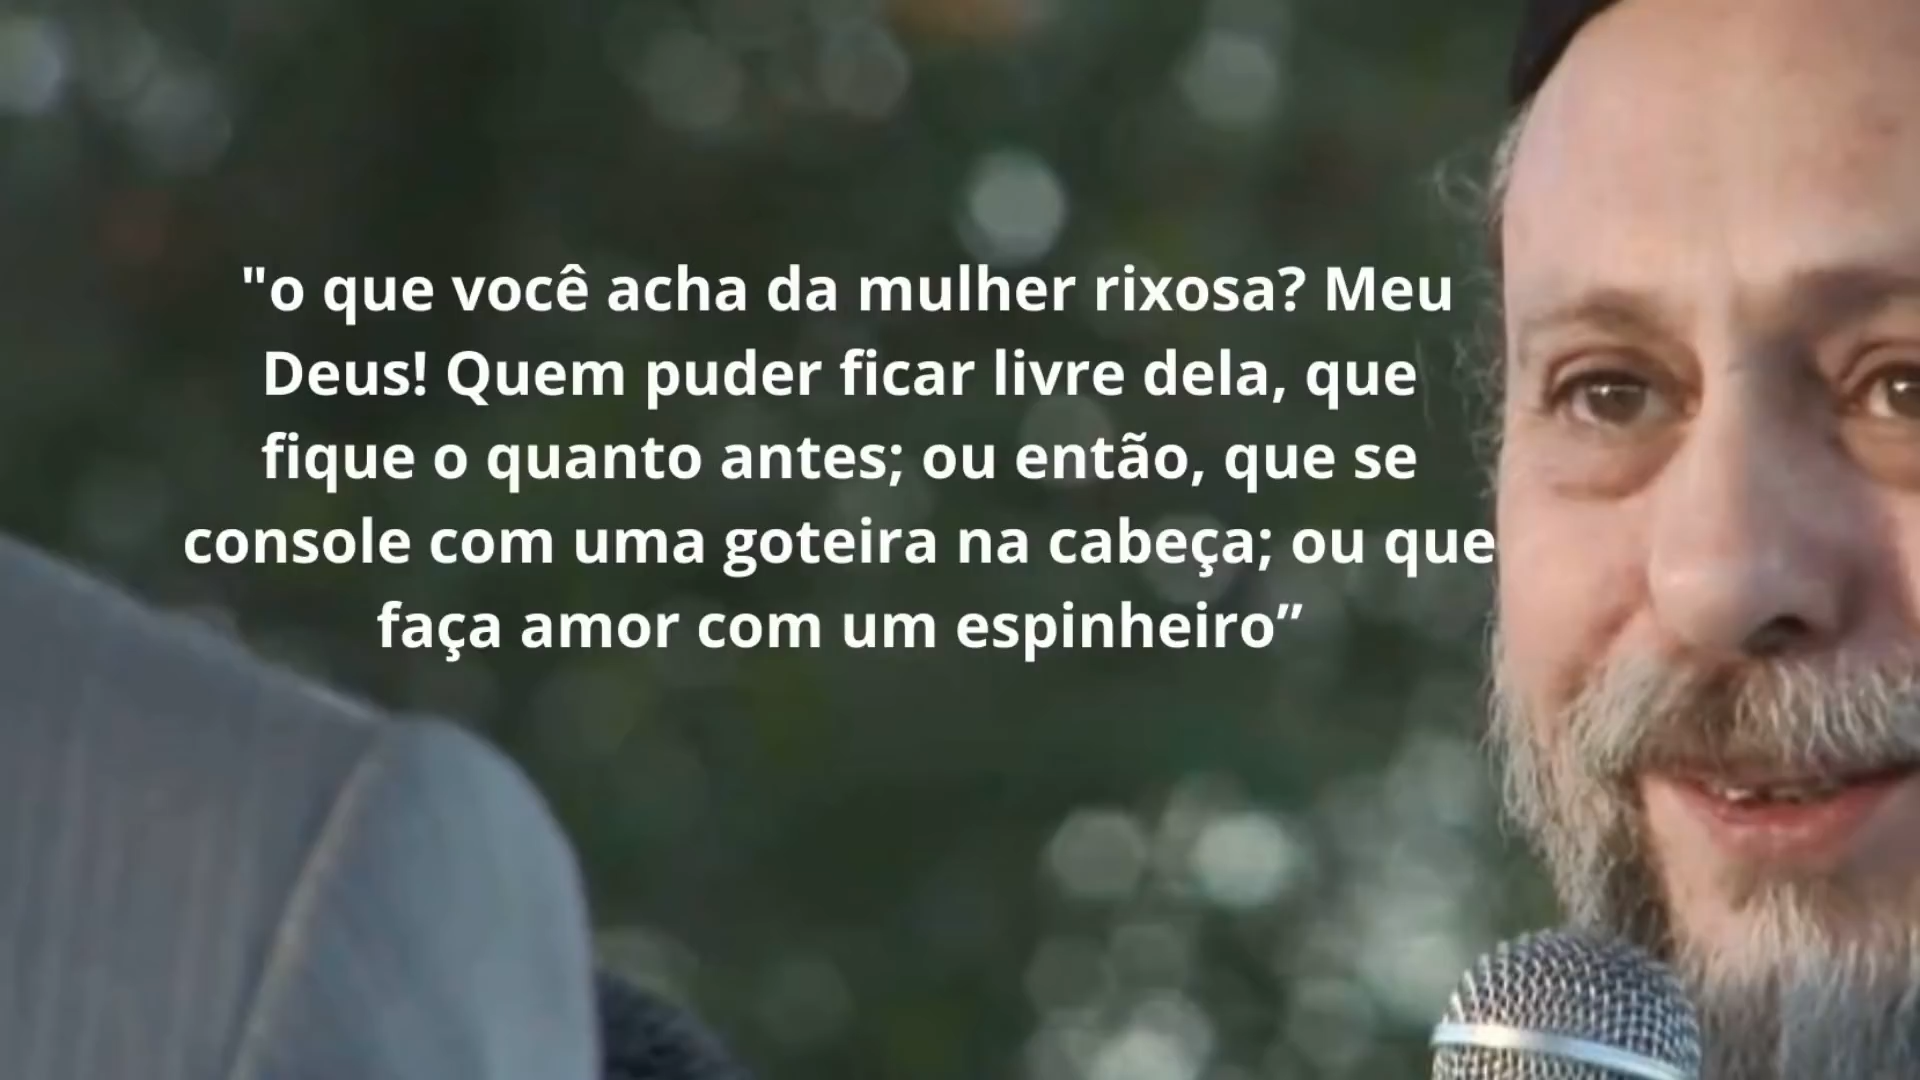 "o que você acha da mulher rixosa? Meu
Deus! Quem puder ficar livre dela, que
fique o quanto antes; ou então, que se
console com uma goteira na cabeça; ou que
faça amor com um espinheiro”